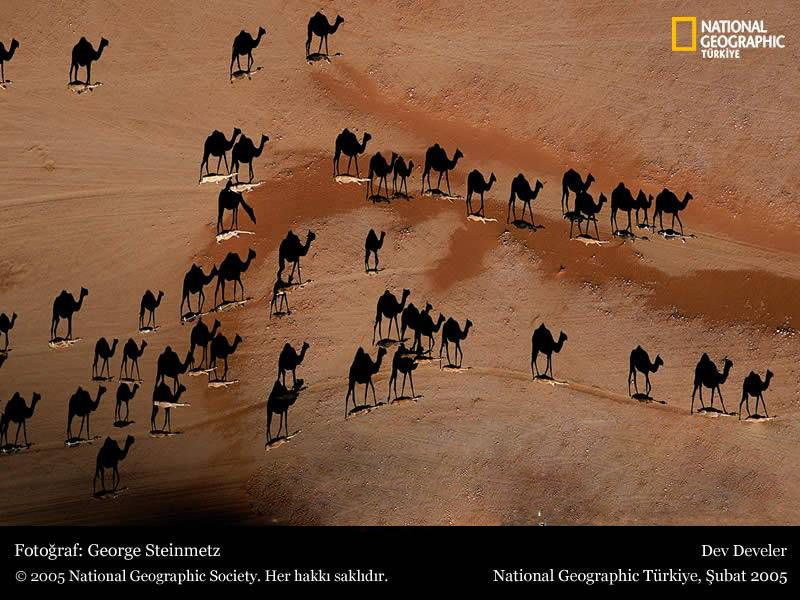 NATIONAL
GEOGRAPHIC
TÜRKİYE
Fotoğraf: George Steinmetz
Dev Develer
© 2005 National Geographic Society. Her hakkı saklıdır.
National Geographic Türkiye, Şubat 2005